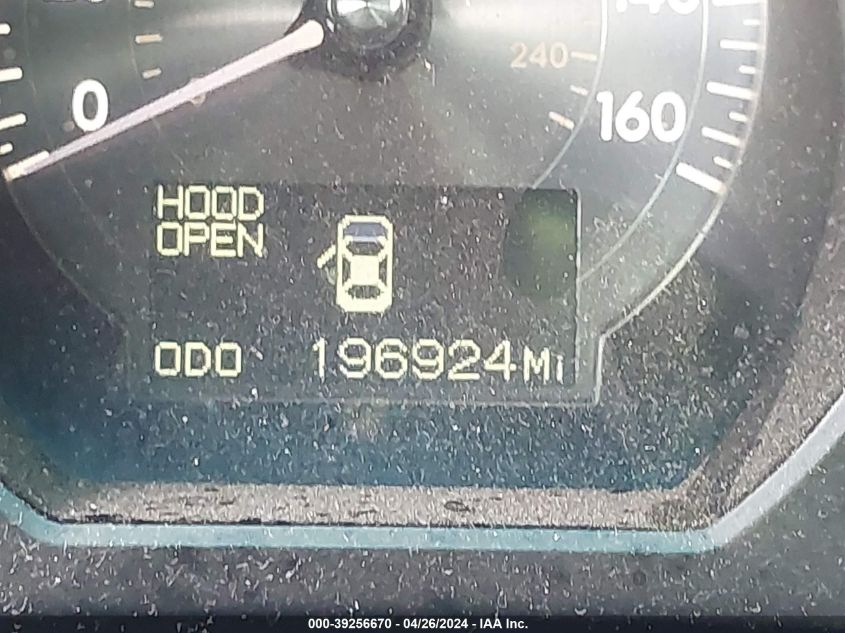 0
240
160
HOOD
OPEN
ODO 196924Mi
000-39256670 - 04/26/2024 - IAA Inc.